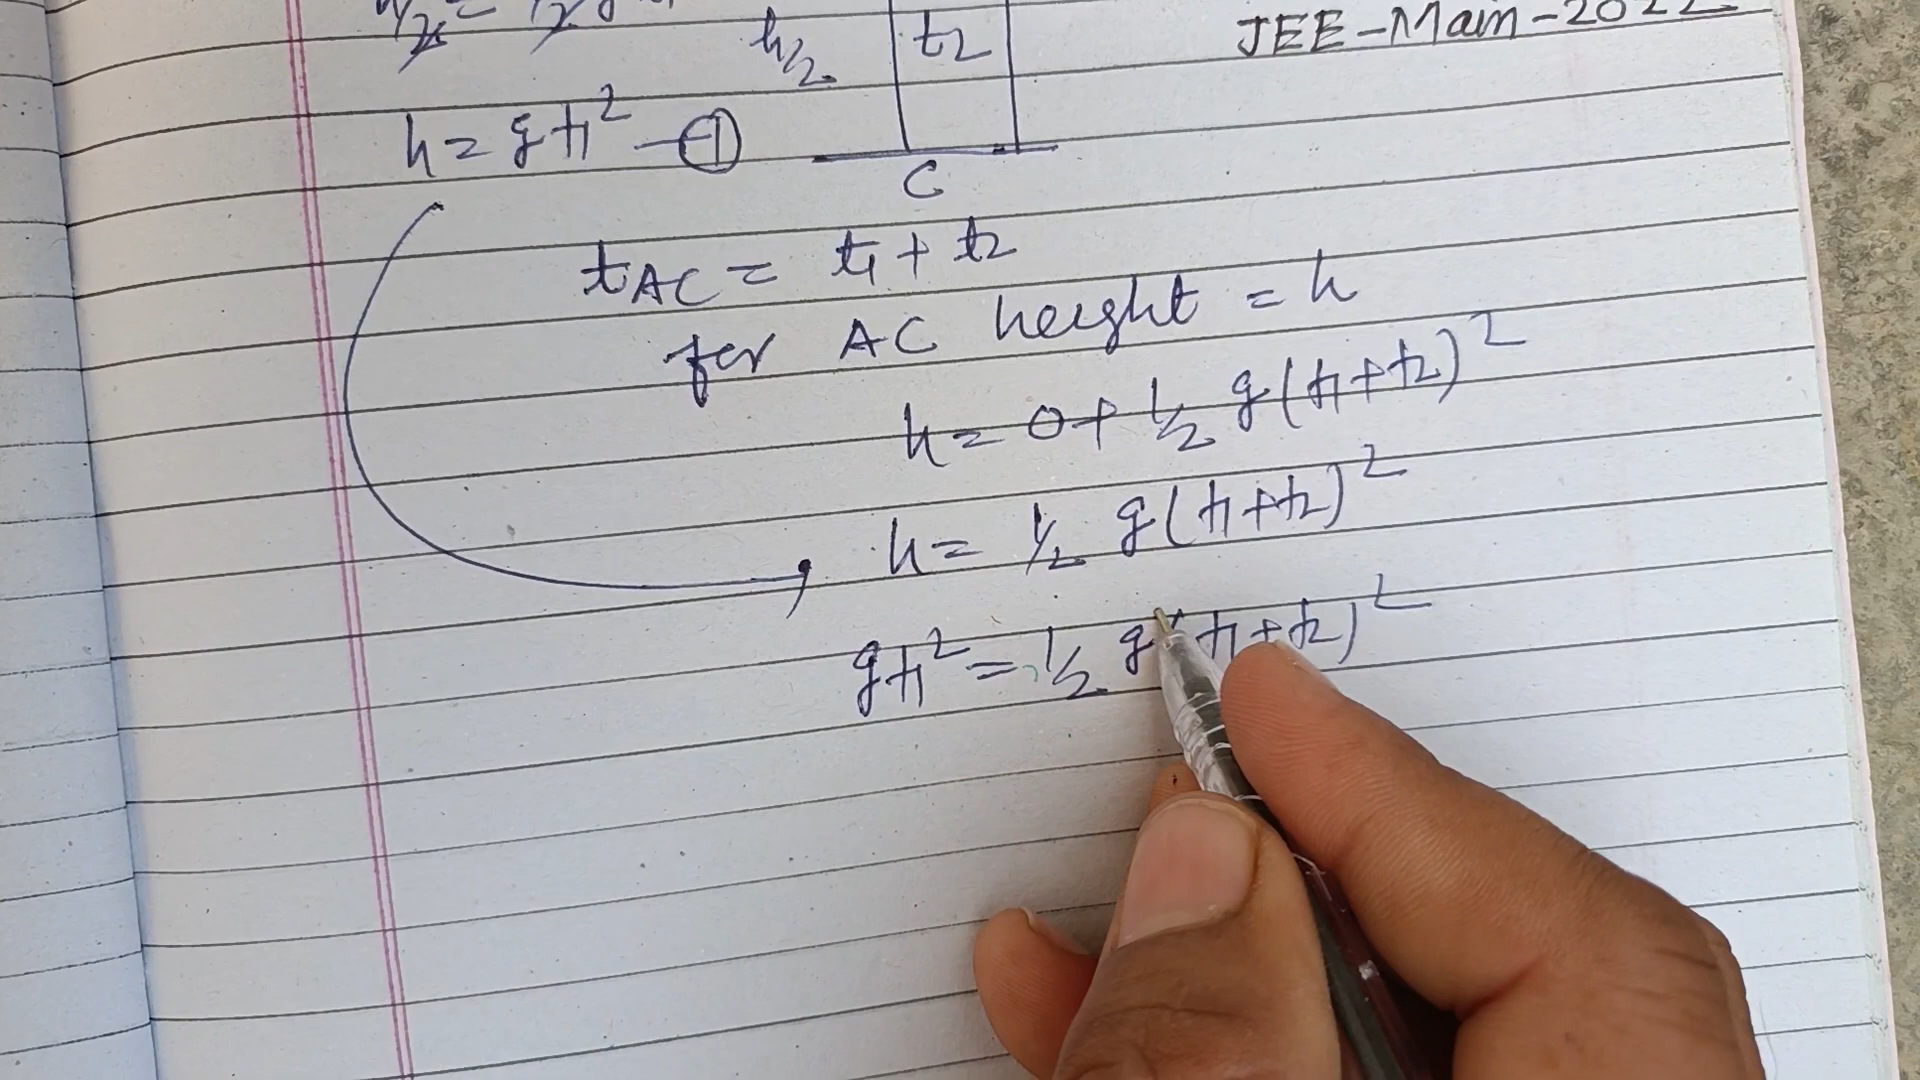 h/2 t2 JEE-Main-2022
h = gt1² —①
C
tAC = t1 + t2
for AC height = h
h = 0 + 1/2 g(t1+t2)²
h = 1/2 g(t1+t2)²
gt1² = 1/2 g(t1+t2)²